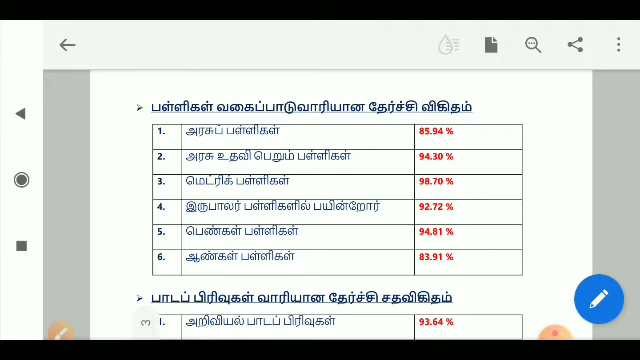 ➢ பள்ளிகள் வகைப்பாடுவாரியான தேர்ச்சி விகிதம்
1. அரசுப் பள்ளிகள் 85.94 %
2. அரசு உதவி பெறும் பள்ளிகள் 94.30 %
3. மெட்ரிக் பள்ளிகள் 98.70 %
4. இருபாலர் பள்ளிகளில் பயின்றோர் 92.72 %
5. பெண்கள் பள்ளிகள் 94.81 %
6. ஆண்கள் பள்ளிகள் 83.91 %
➢ பாடப் பிரிவுகள் வாரியான தேர்ச்சி சதவிகிதம்
1. அறிவியல் பாடப் பிரிவுகள் 93.64 %
3